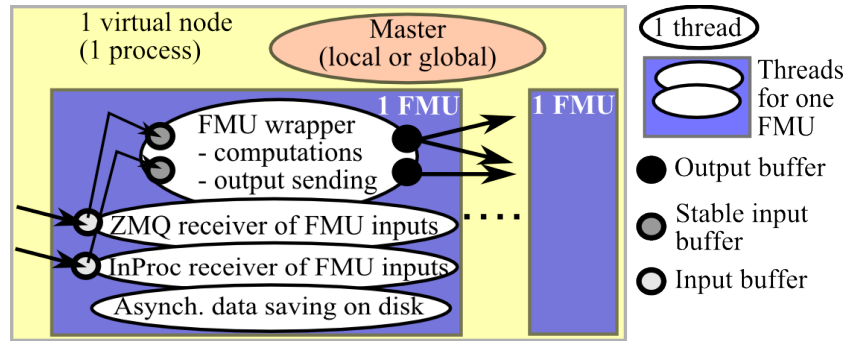 1 virtual node
(1 process)
Master
(local or global)
1 FMU
FMU wrapper
- computations
- output sending
ZMQ receiver of FMU inputs
InProc receiver of FMU inputs
Asynch. data saving on disk
1 FMU
1 thread
Threads
for one
FMU
Output buffer
Stable input
buffer
Input buffer